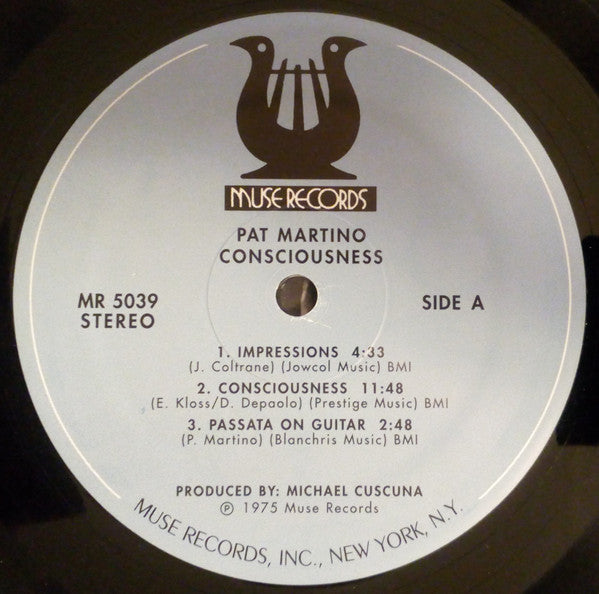 MUSE RECORDS
PAT MARTINO
CONSCIOUSNESS
MR 5039
STEREO
SIDE A
1. IMPRESSIONS 4:33
(J. Coltrane) (Jowcol Music) BMI
2. CONSCIOUSNESS 11:48
(E. Kloss/D. Depaolo) (Prestige Music) BMI
3. PASSATA ON GUITAR 2:48
(P. Martino) (Blanchris Music) BMI
PRODUCED BY: MICHAEL CUSCUNA
℗ 1975 Muse Records
MUSE RECORDS, INC., NEW YORK, N.Y.